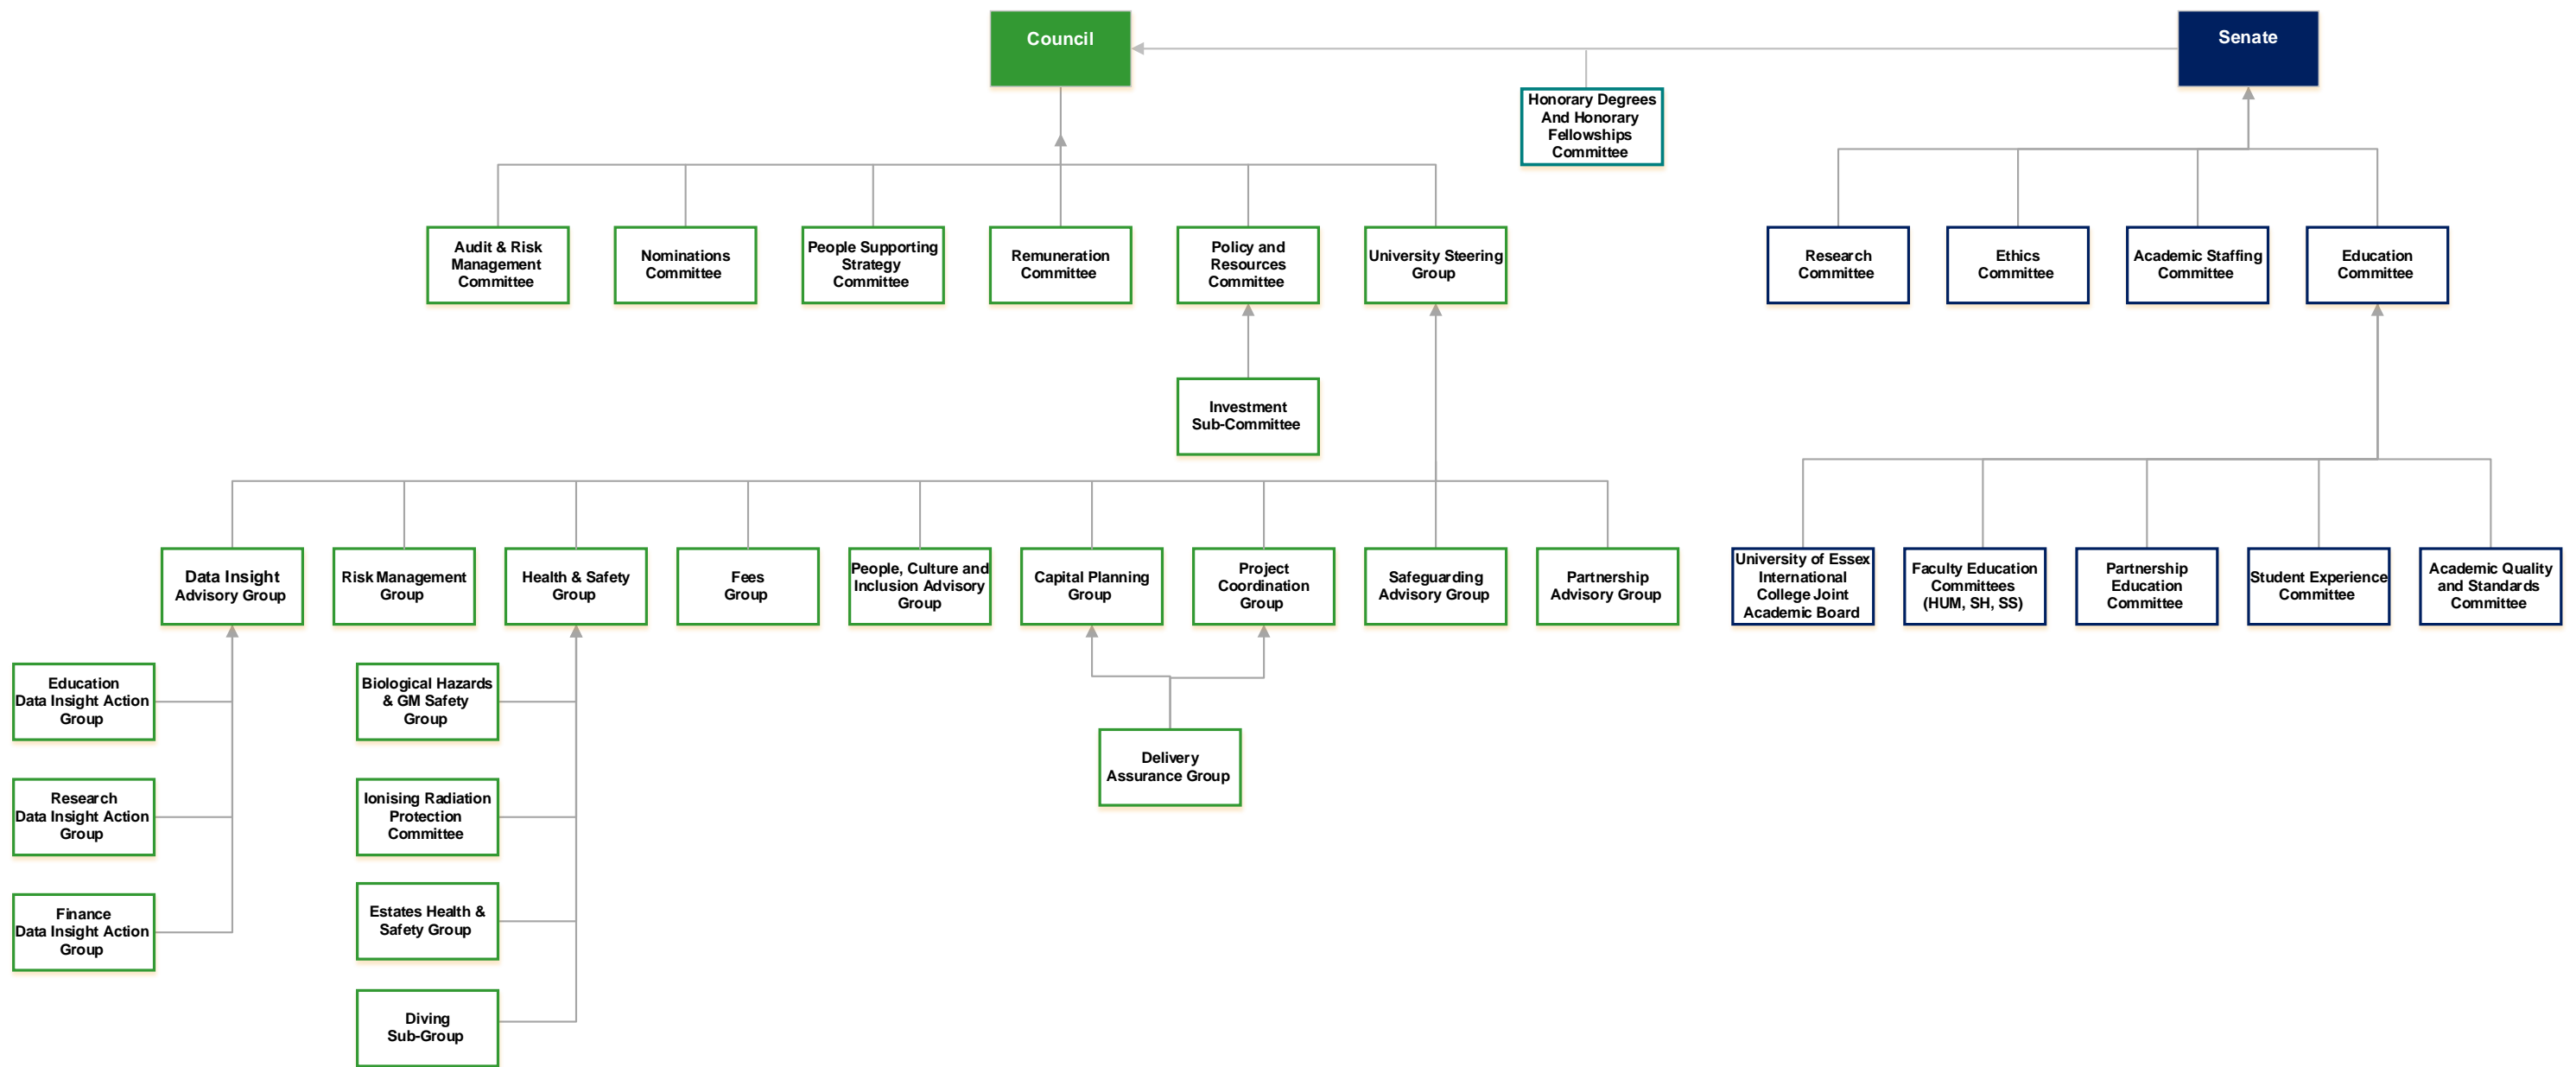 Council
Senate
Honorary Degrees
And Honorary
Fellowships
Committee
Audit & Risk
Management
Committee
Nominations
Committee
People Supporting
Strategy
Committee
Remuneration
Committee
Policy and
Resources
Committee
University Steering
Group
Research
Committee
Ethics
Committee
Academic Staffing
Committee
Education
Committee
Investment
Sub-Committee
Data Insight
Advisory Group
Risk Management
Group
Health & Safety
Group
Fees
Group
People, Culture and
Inclusion Advisory
Group
Capital Planning
Group
Project
Coordination
Group
Safeguarding
Advisory Group
Partnership
Advisory Group
University of Essex
International
College Joint
Academic Board
Faculty Education
Committees
(HUM, SH, SS)
Partnership
Education
Committee
Student Experience
Committee
Academic Quality
and Standards
Committee
Education
Data Insight Action
Group
Biological Hazards
& GM Safety
Group
Delivery
Assurance Group
Research
Data Insight Action
Group
Ionising Radiation
Protection
Committee
Finance
Data Insight Action
Group
Estates Health &
Safety Group
Diving
Sub-Group